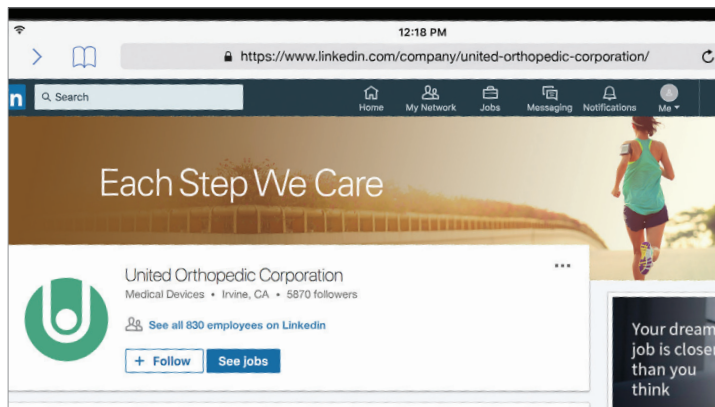 12:18 PM
https://www.linkedin.com/company/united-orthopedic-corporation/
n
Search
Home
My Network
Jobs
Messaging
Notifications
Me
Each Step We Care
United Orthopedic Corporation
Medical Devices • Irvine, CA • 5870 followers
See all 830 employees on Linkedin
+ Follow
See jobs
Your dream
job is closer
than you
think